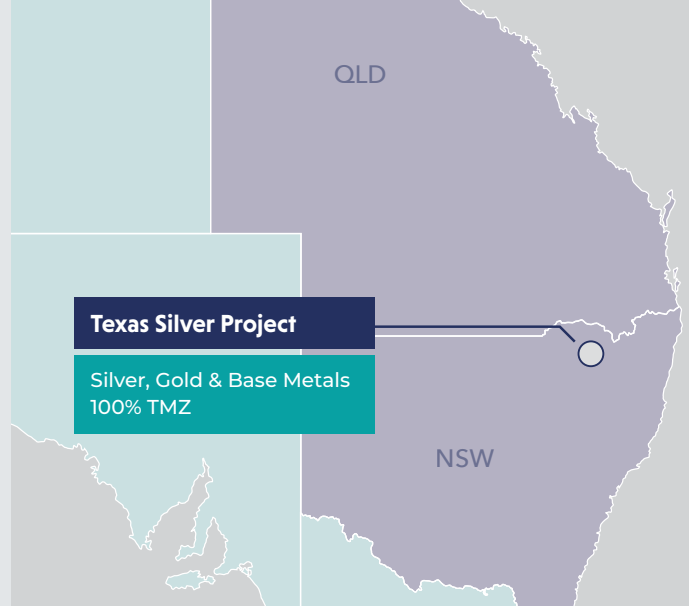 QLD
Texas Silver Project
Silver, Gold & Base Metals
100% TMZ
NSW